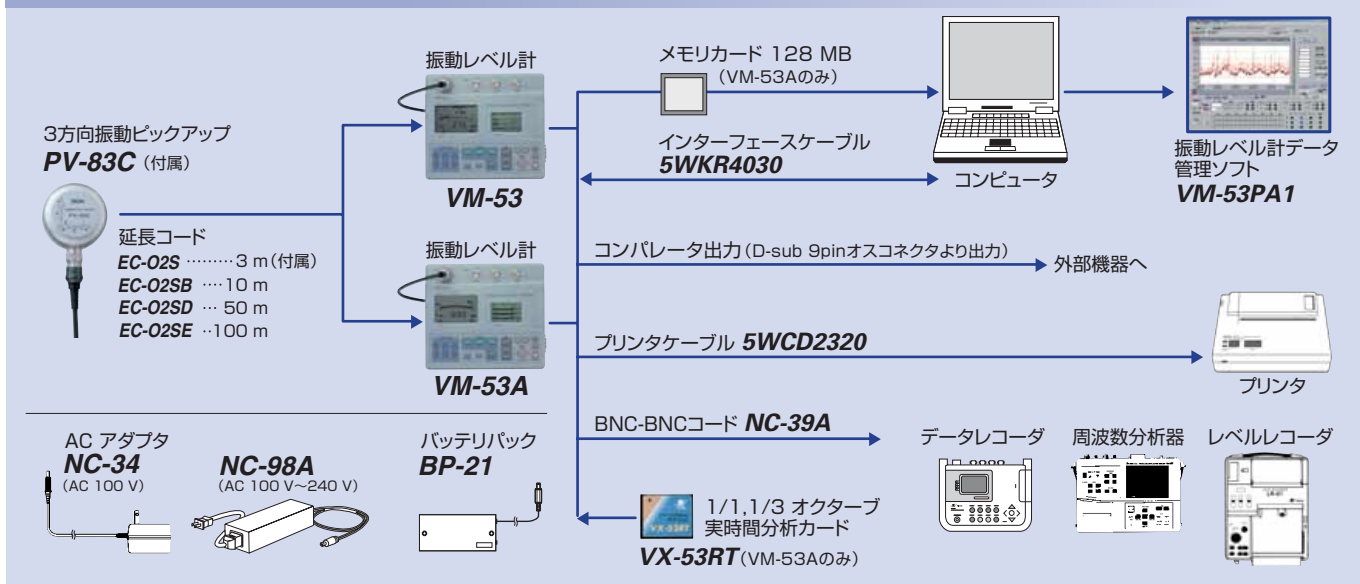 3方向振動ピックアップ
PV-83C（付属）
延長コード
EC-02S ………3 m（付属）
EC-02SB ‥‥10 m
EC-02SD … 50 m
EC-02SE ‥100 m
振動レベル計
VM-53
振動レベル計
VM-53A
メモリカード 128 MB
（VM-53Aのみ）
インターフェースケーブル
5WKR4030
コンピュータ
振動レベル計データ
管理ソフト
VM-53PA1
コンパレータ出力（D-sub 9pinオスコネクタより出力）
外部機器へ
プリンタケーブル 5WCD2320
プリンタ
BNC-BNCコード NC-39A
データレコーダ
周波数分析器
レベルレコーダ
VX-53RT
1/1,1/3 オクターブ
実時間分析カード
VX-53RT（VM-53Aのみ）
AC アダプタ
NC-34
（AC 100 V）
NC-98A
（AC 100 V～240 V）
バッテリパック
BP-21